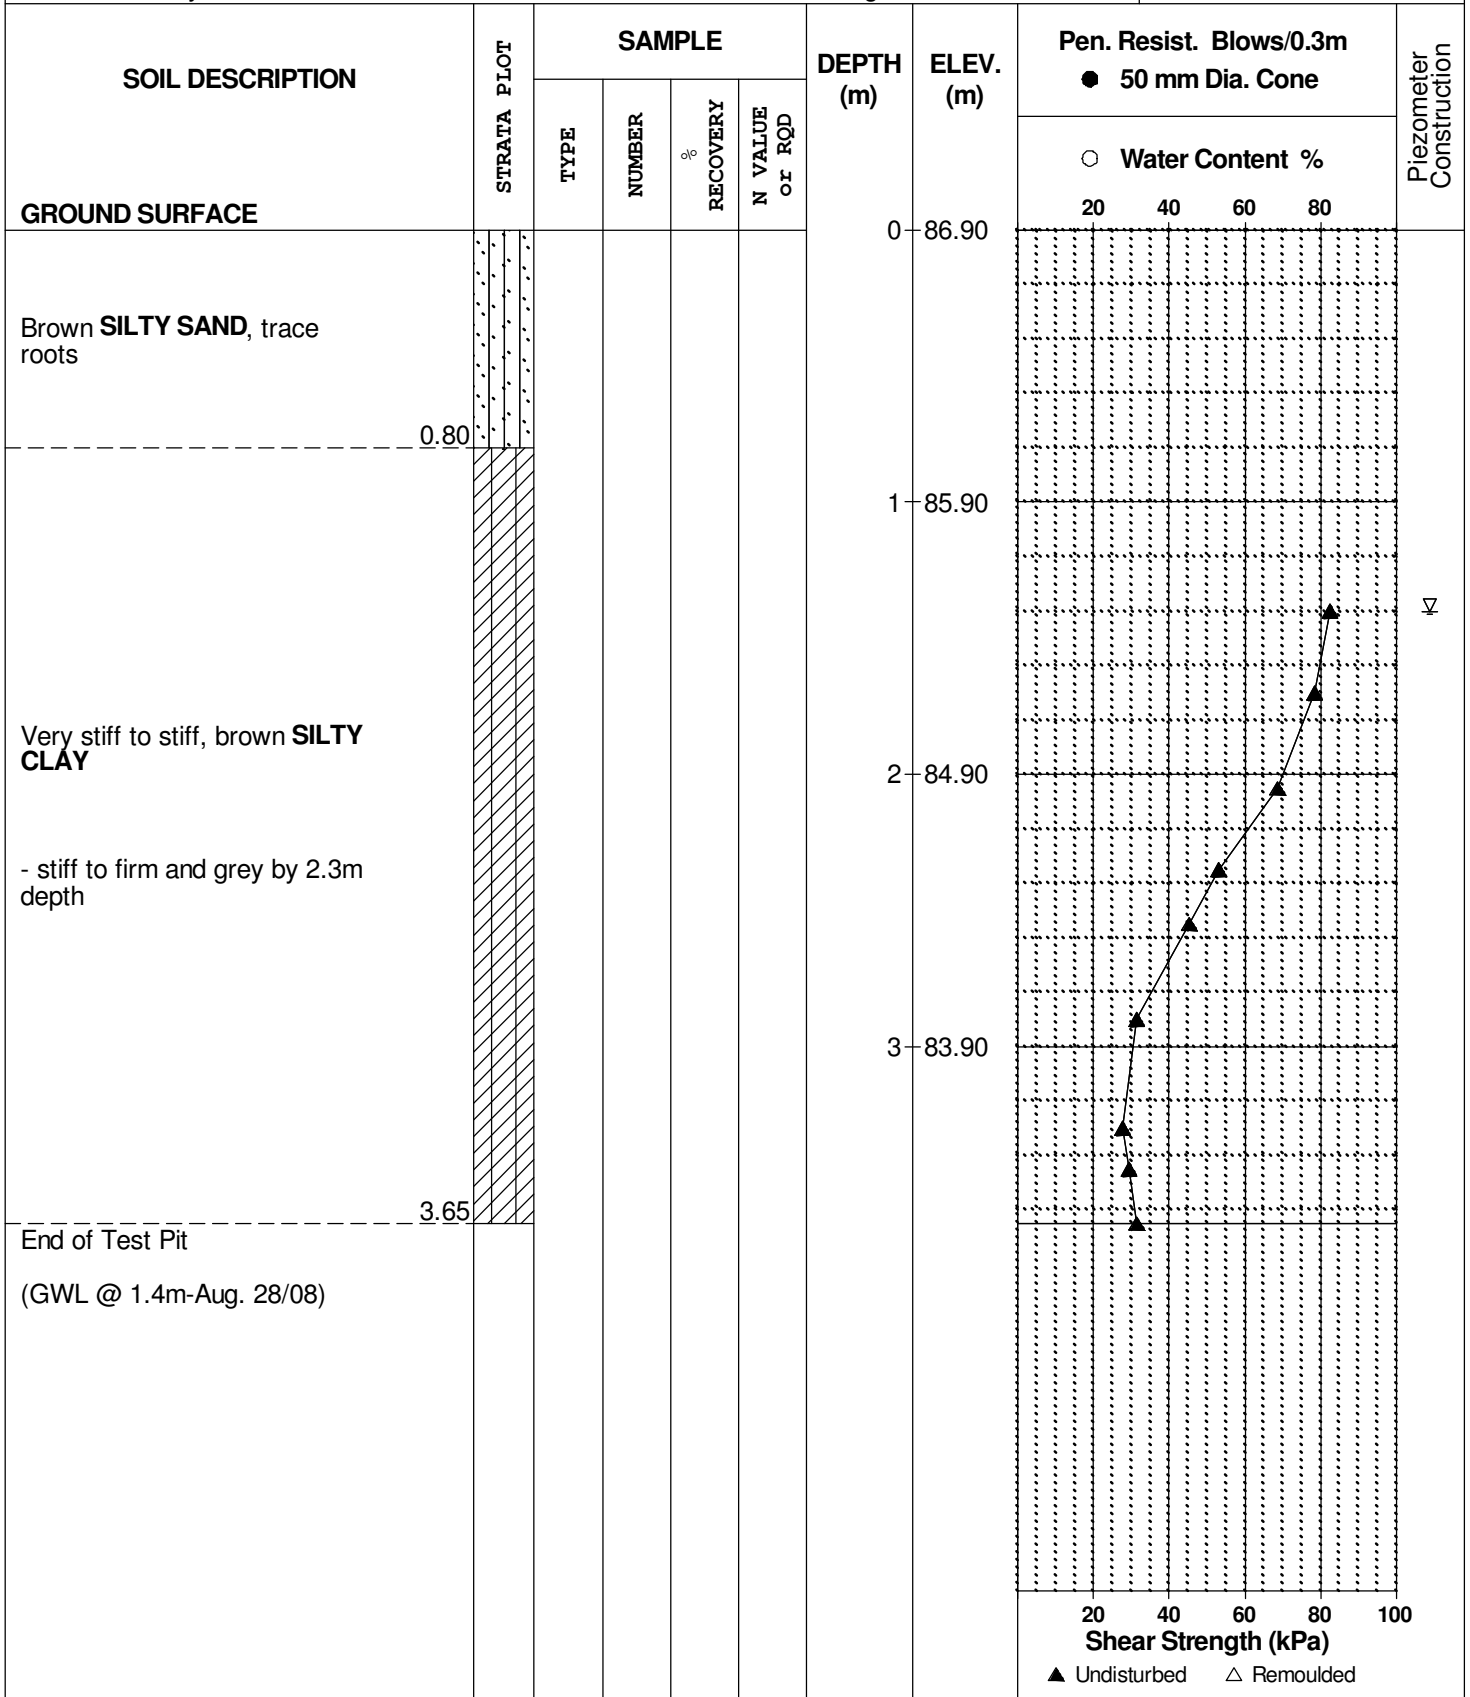 SOIL DESCRIPTION
GROUND SURFACE
STRATA PLOT
SAMPLE
TYPE
NUMBER
%
RECOVERY
N VALUE
or RQD
DEPTH
(m)
ELEV.
(m)
Pen. Resist. Blows/0.3m
● 50 mm Dia. Cone
○ Water Content %
20 40 60 80
Piezometer
Construction
0 86.90
Brown SILTY SAND, trace
roots
0.80
1 85.90
Very stiff to stiff, brown SILTY
CLAY
2 84.90
- stiff to firm and grey by 2.3m
depth
3 83.90
3.65
End of Test Pit
(GWL @ 1.4m-Aug. 28/08)
20 40 60 80 100
Shear Strength (kPa)
▲ Undisturbed △ Remoulded